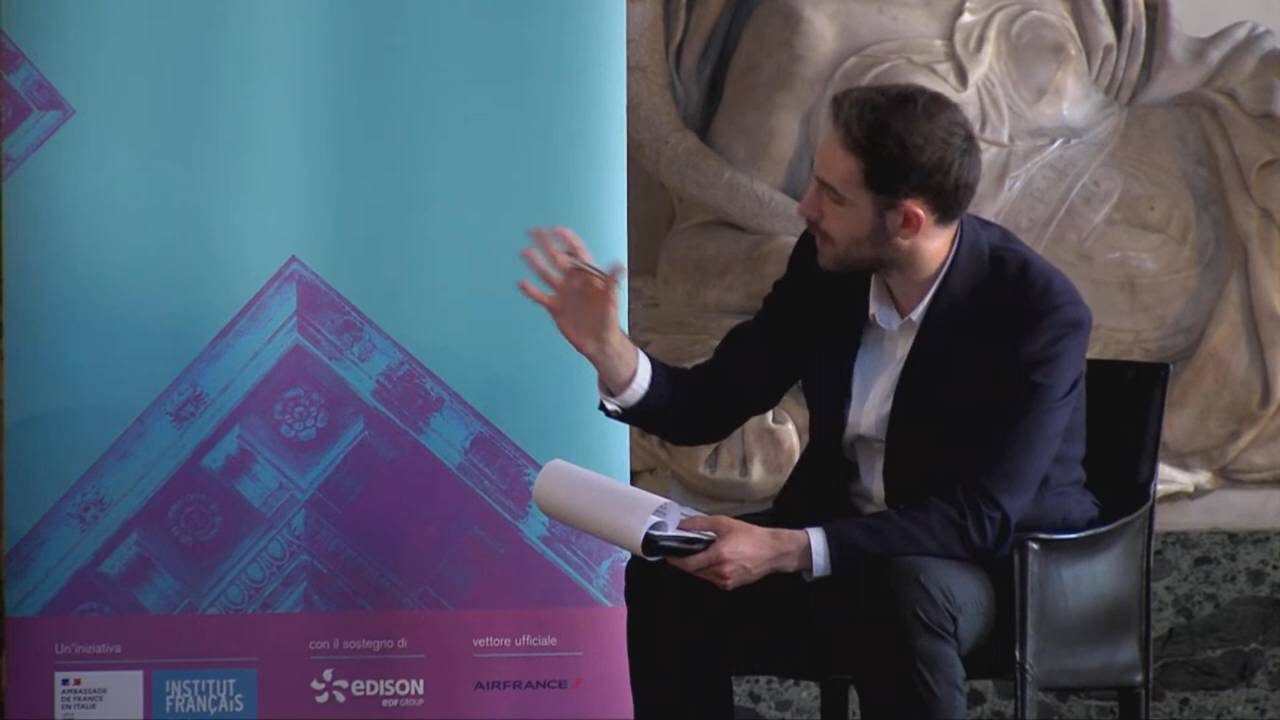 Un'iniziativa
con il sostegno di
vettore ufficiale
AMBASSADE
DE FRANCE
EN ITALIE
INSTITUT
FRANÇAIS
eDISON
eDF GROUP
AIRFRANCE